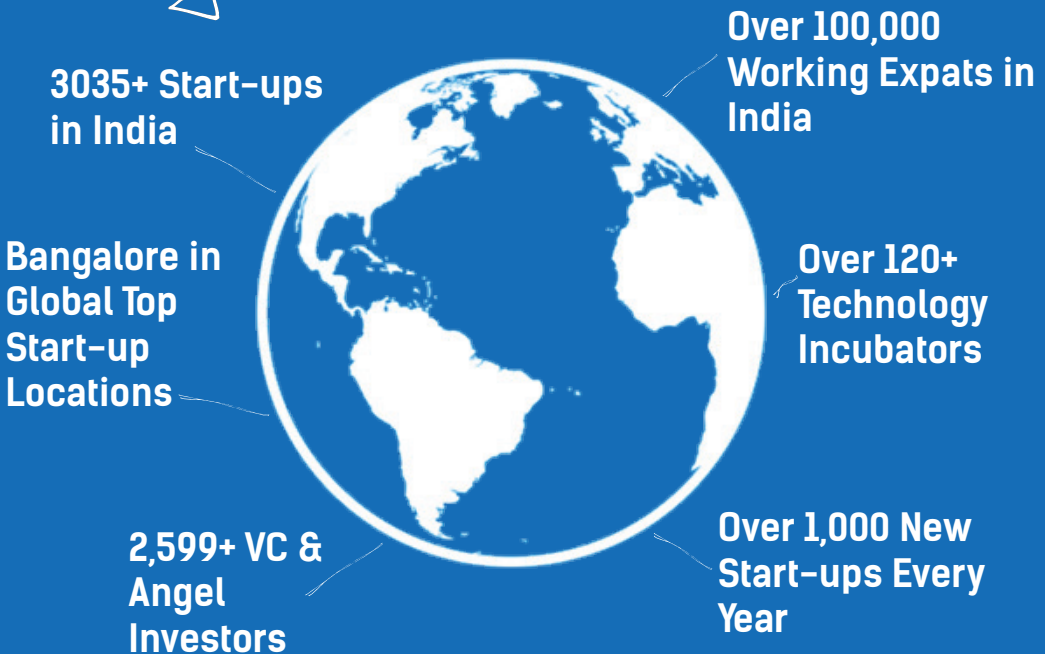 3035+ Start-ups
in India
Bangalore in
Global Top
Start-up
Locations
2,599+ VC &
Angel
Investors
Over 100,000
Working Expats in
India
Over 120+
Technology
Incubators
Over 1,000 New
Start-ups Every
Year